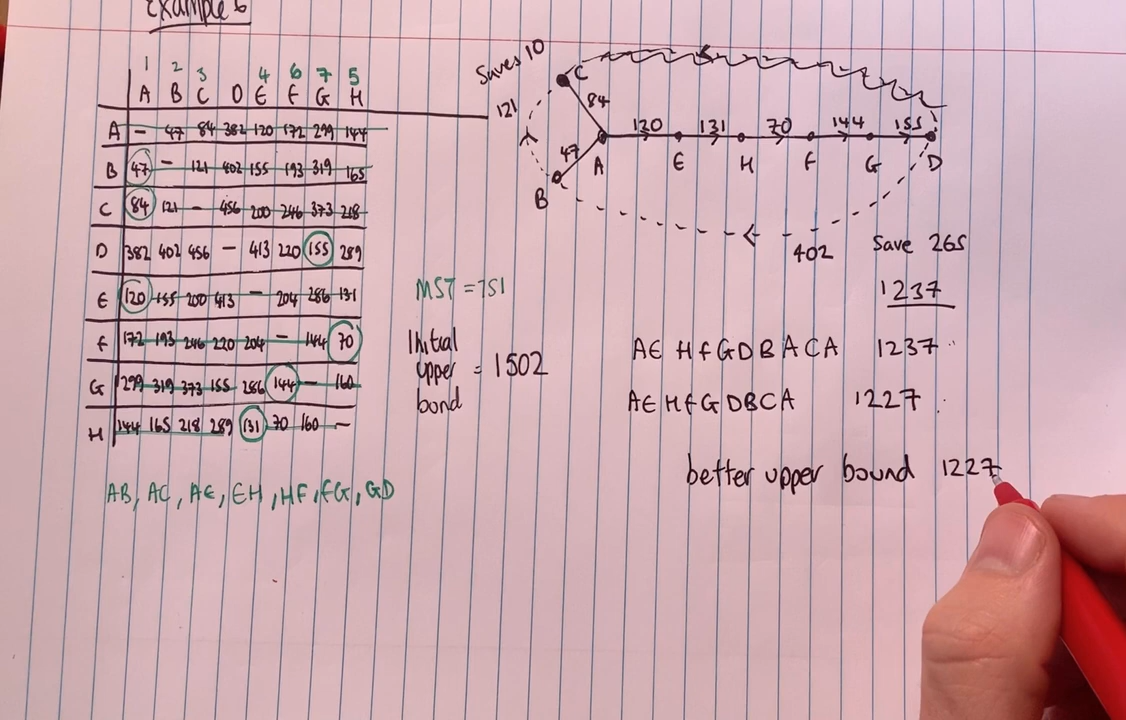 Example 6
1 2 3 4 6 7 5
A B C D E F G H
A - 47 84 382 120 172 299 144
B 47 - 121 402 155 193 319 165
C 84 121 - 456 200 246 373 218
D 382 402 456 - 413 220 155 289
E 120 155 200 413 - 204 286 131
F 172 193 246 220 204 - 144 70
G 299 319 373 155 286 144 - 160
H 144 165 218 289 131 70 160 -
AB, AC, AE, EH, HF, FG, GD
MST = 751
Initial
upper = 1502
bond
Saves 10
C
121
84
120 131 70 144 155
47
A E H F G D
B
402
Save 265
1237
AEHFGDBACA 1237
AEHFGDBCA 1227
better upper bound 1227